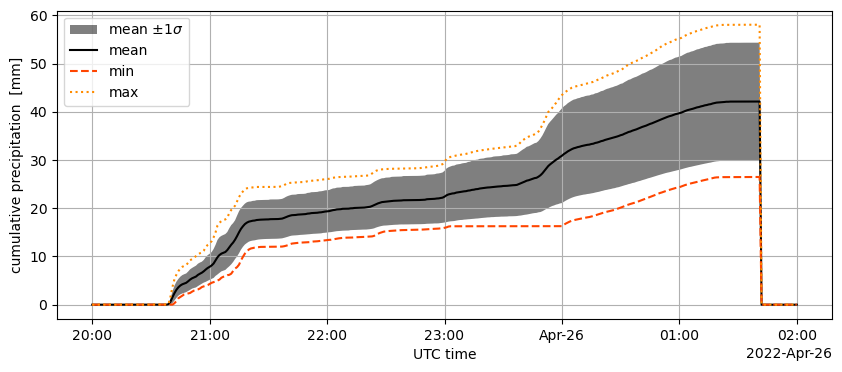 cumulative precipitation [mm]
60
50
40
30
20
10
0
mean ±1σ
mean
min
max
20:00
21:00
22:00
23:00
Apr-26
01:00
02:00
UTC time
2022-Apr-26